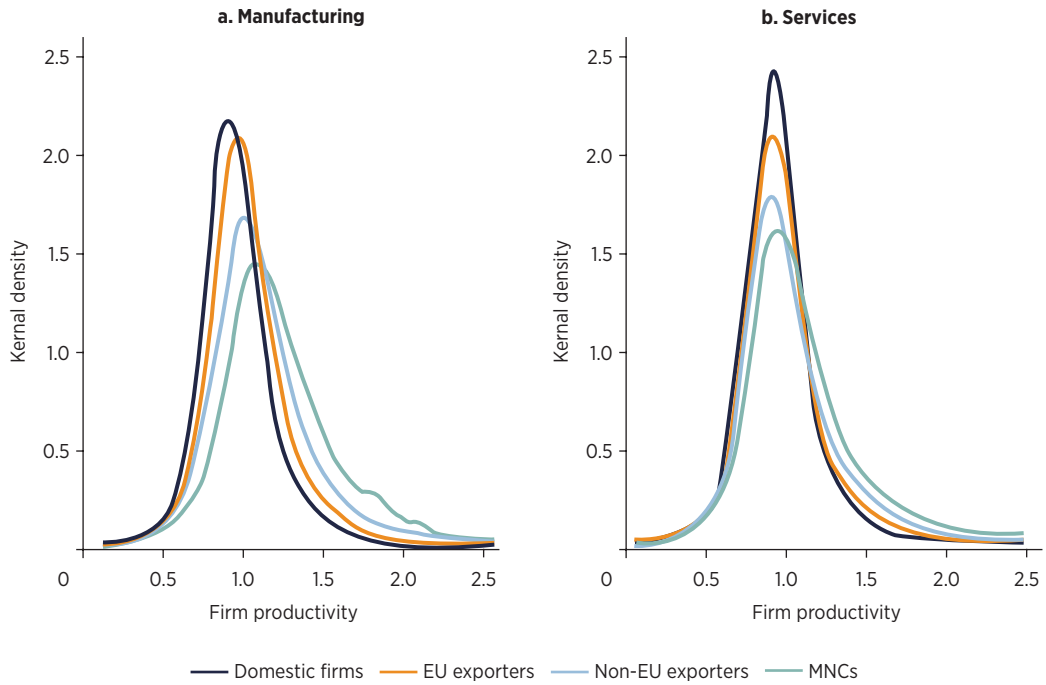 a. Manufacturing
2.5
2.0
1.5
1.0
0.5
0
0.5
1.0
1.5
2.0
2.5
Kernal density
Firm productivity
b. Services
2.5
2.0
1.5
1.0
0.5
0
0.5
1.0
1.5
2.0
2.5
Kernal density
Firm productivity
Domestic firms
EU exporters
Non-EU exporters
MNCs